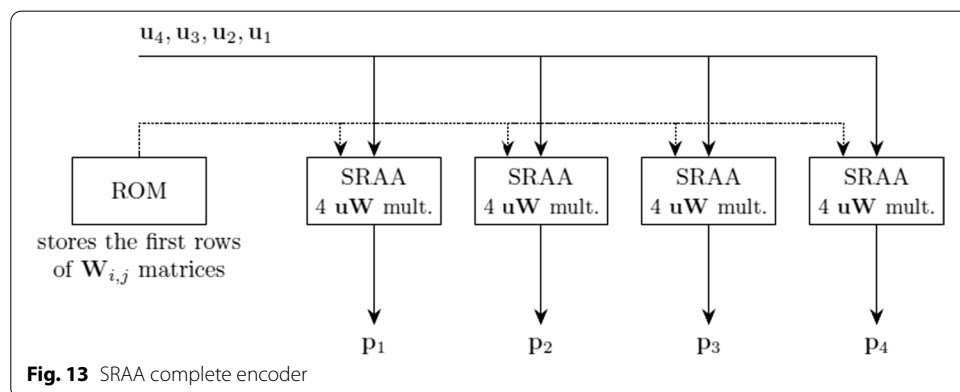 u₄, u₃, u₂, u₁
ROM
stores the first rows
of Wᵢ,ⱼ matrices
SRAA
4 uW mult.
SRAA
4 uW mult.
SRAA
4 uW mult.
SRAA
4 uW mult.
p₁
p₂
p₃
p₄
Fig. 13 SRAA complete encoder